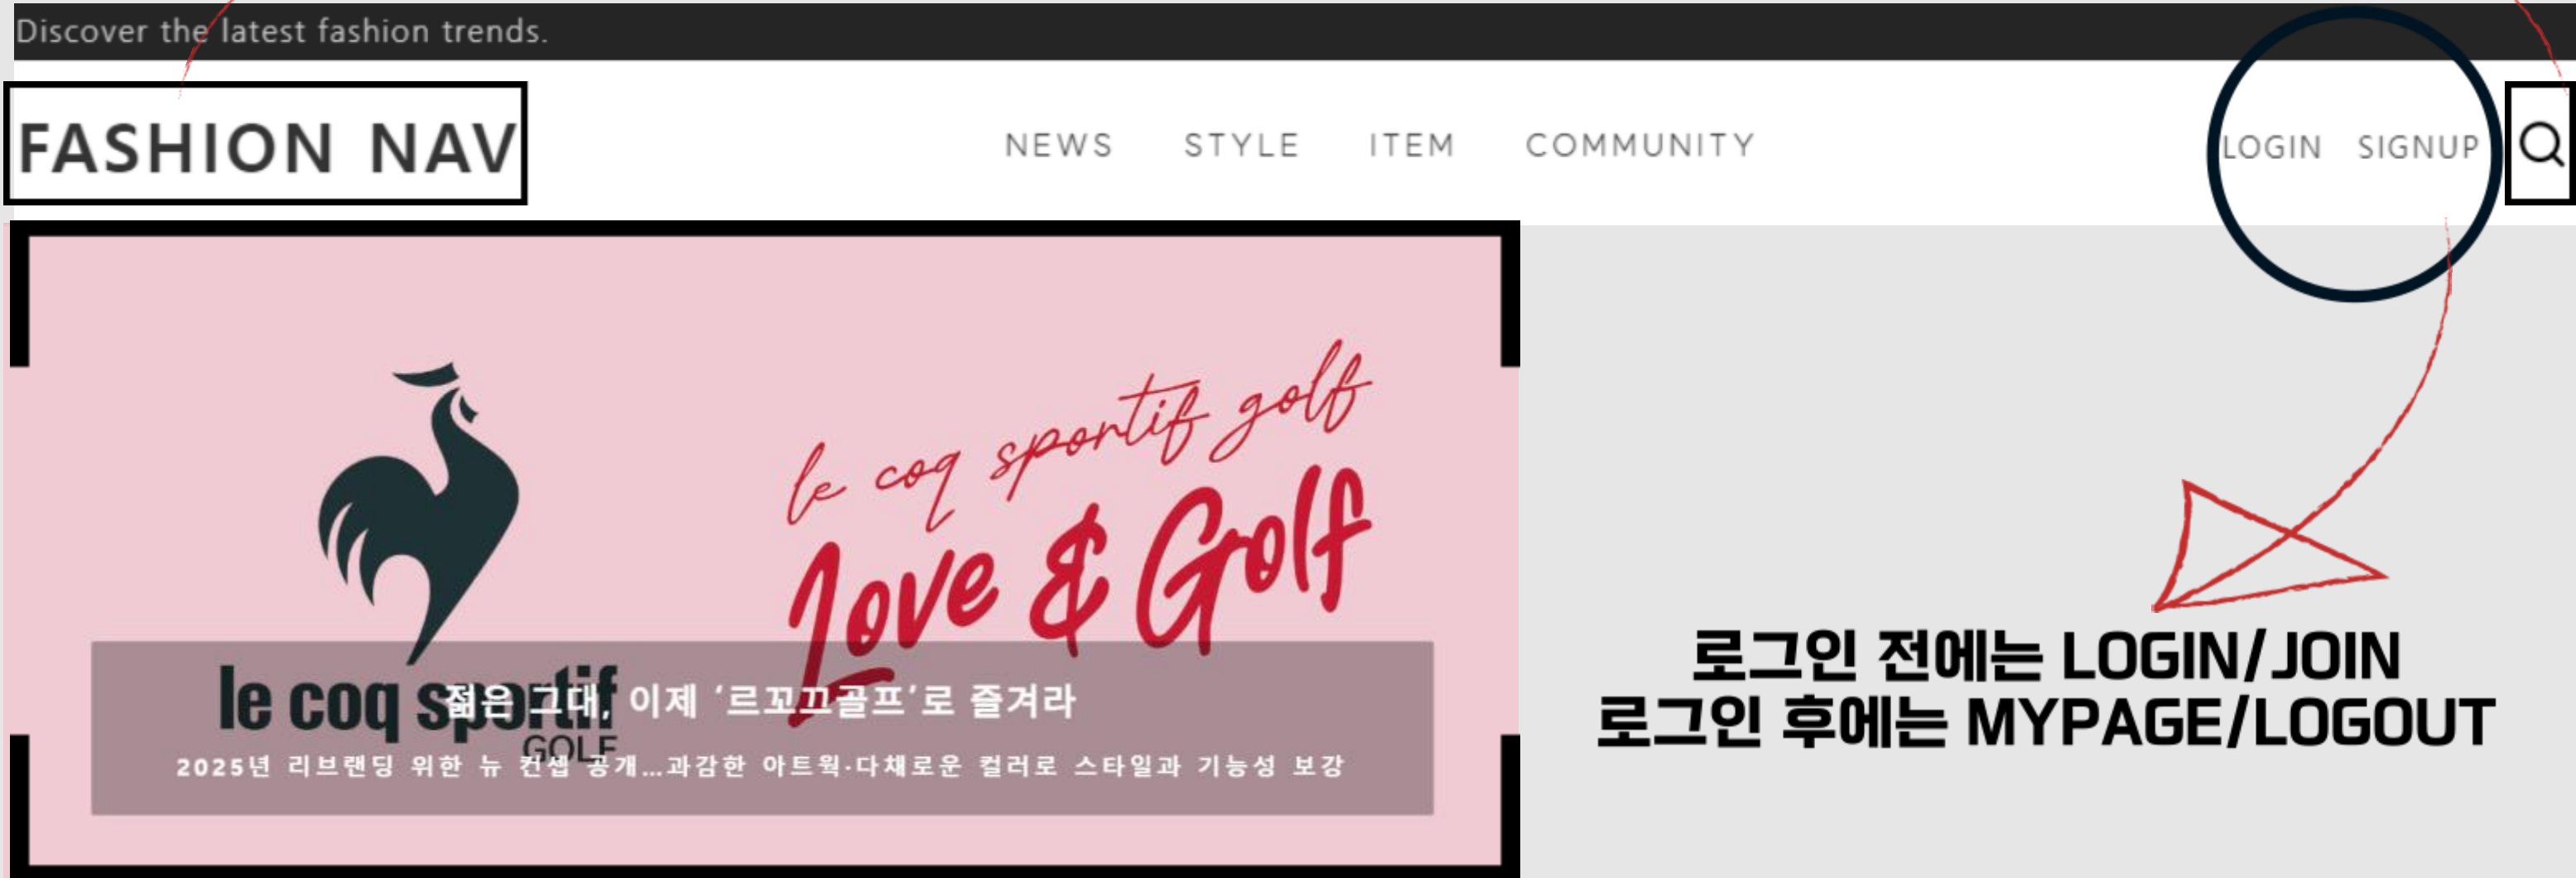 Discover the latest fashion trends.
FASHION NAV
NEWS STYLE ITEM COMMUNITY
LOGIN SIGNUP
le coq sportif golf
Love & Golf
le coq sportif
GOLF
젊은 그대, 이제 ‘르꼬끄골프’로 즐겨라
2025년 리브랜딩 위한 뉴 컨셉 공개…과감한 아트웍·다채로운 컬러로 스타일과 기능성 보강
로그인 전에는 LOGIN/JOIN
로그인 후에는 MYPAGE/LOGOUT